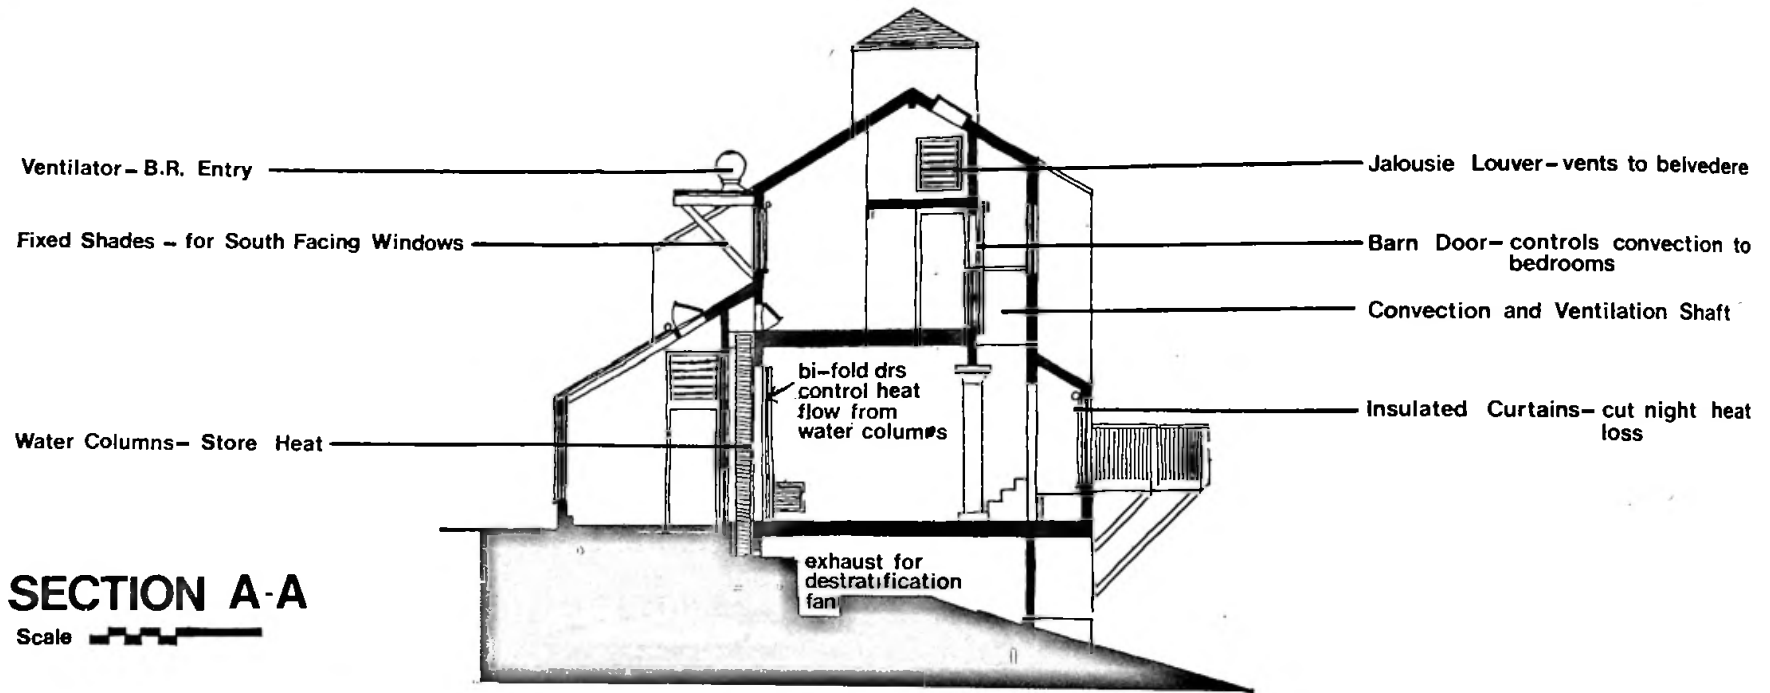 Ventilator – B.R. Entry
Fixed Shades – for South Facing Windows
Water Columns – Store Heat
Jalousie Louver – vents to belvedere
Barn Door – controls convection to
bedrooms
Convection and Ventilation Shaft
Insulated Curtains – cut night heat
loss
bi-fold drs
control heat
flow from
water columns
exhaust for
destratification
fan
SECTION A-A
Scale